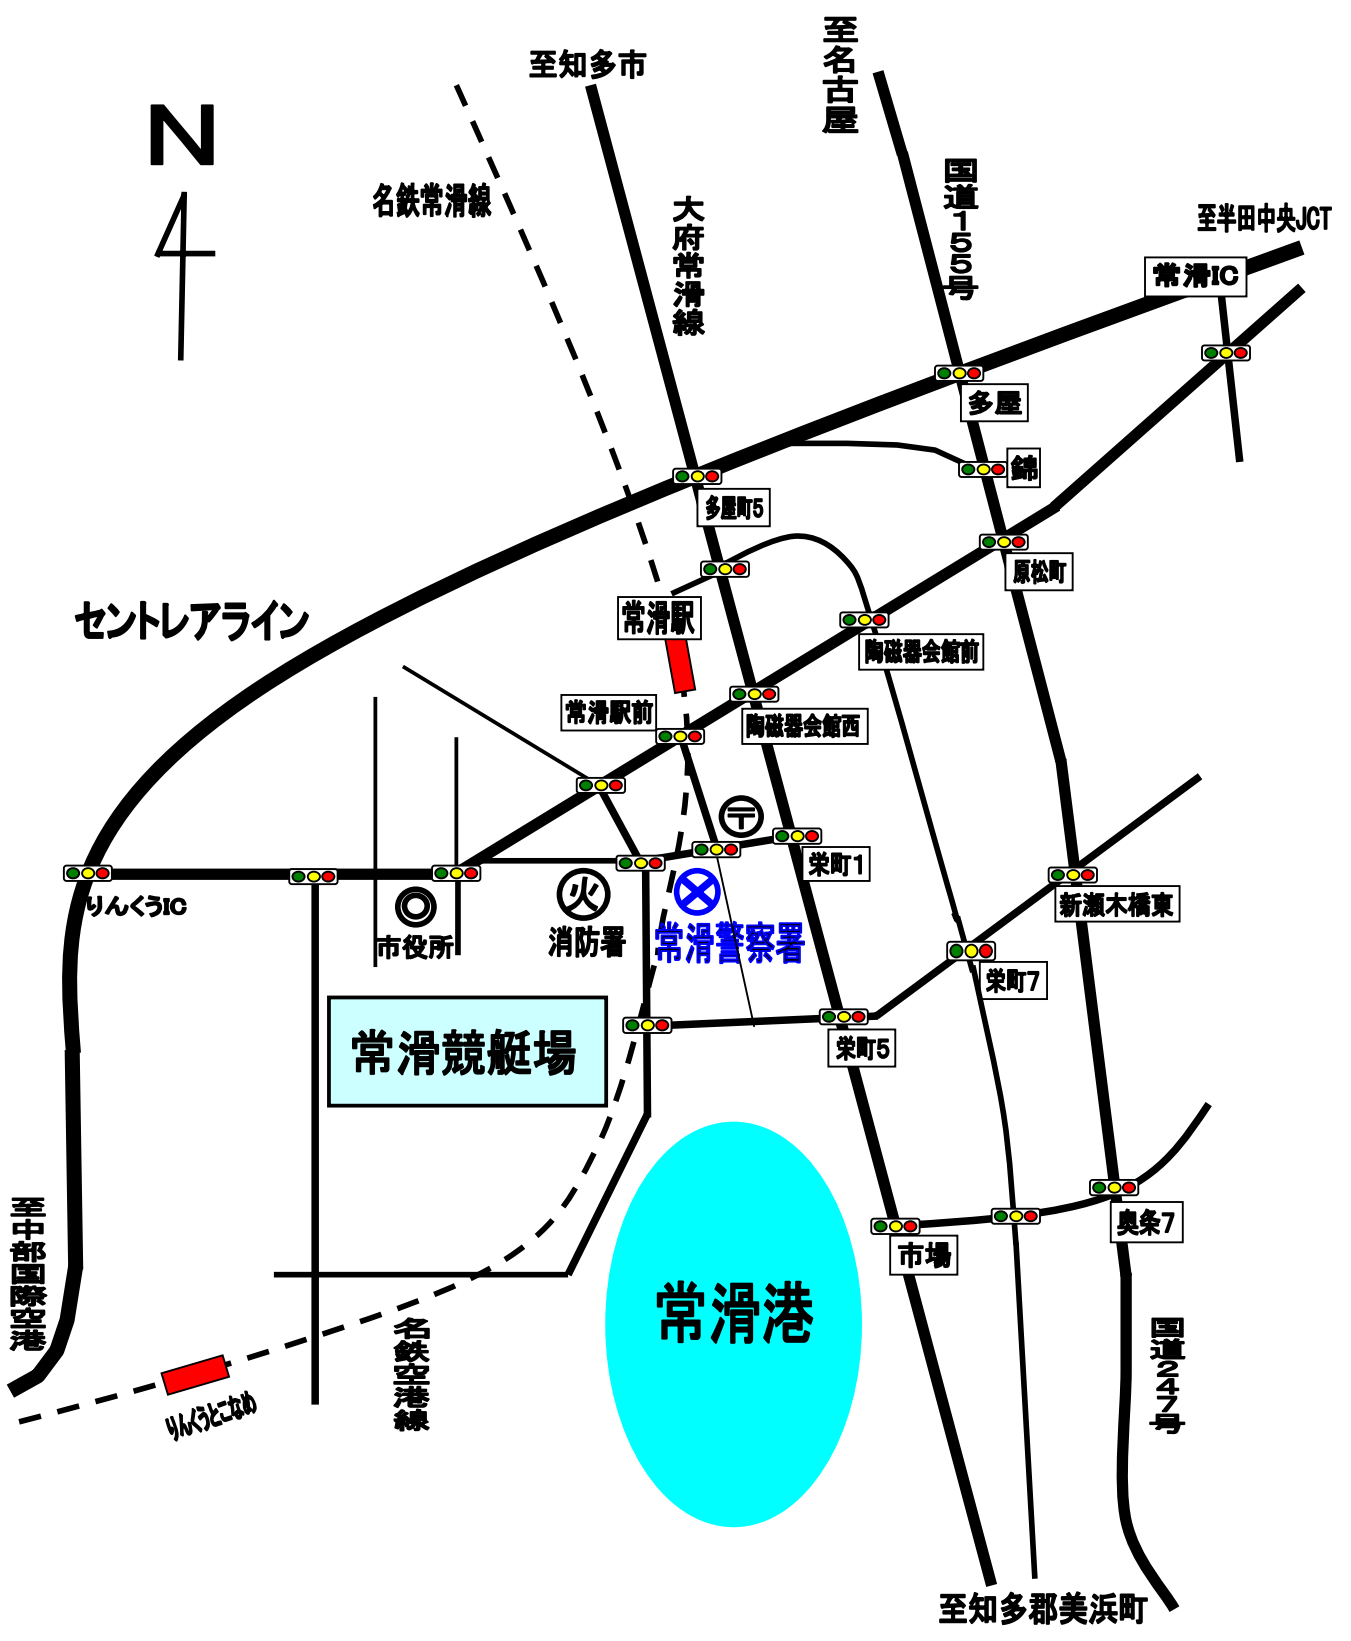 至名古屋
至知多市
N
名鉄常滑線
大府常滑線
国道155号
至半田中央JCT
常滑IC
多屋
錦
多屋町5
原松町
セントレアライン
常滑駅
陶磁器会館前
常滑駅前
陶磁器会館西
〒
栄町1
りんくうIC
市役所
火
消防署
常滑警察署
新瀬木橋東
栄町7
常滑競艇場
栄町5
至中部国際空港
奥条7
市場
常滑港
名鉄空港線
国道247号
りんくうとこなめ
至知多郡美浜町